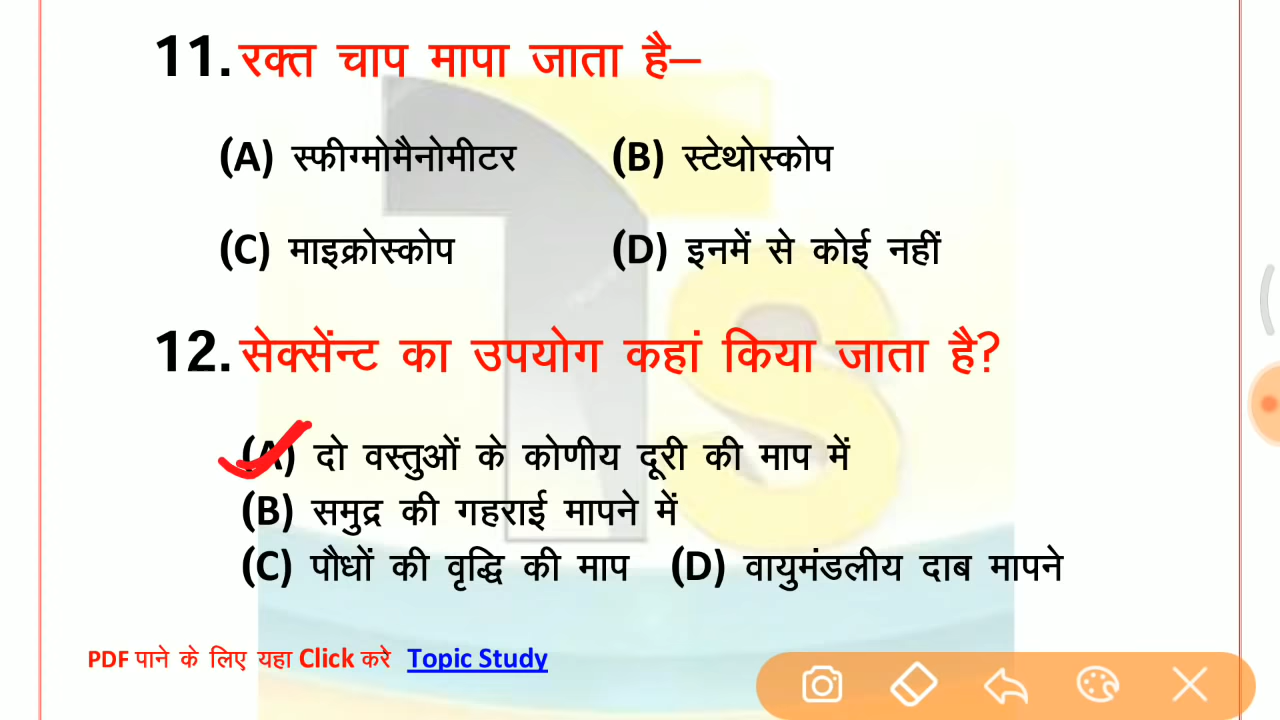 11. रक्त चाप मापा जाता है–
(A) स्फीग्मोमैनोमीटर (B) स्टेथोस्कोप
(C) माइक्रोस्कोप (D) इनमें से कोई नहीं
12. सेक्सेंन्ट का उपयोग कहां किया जाता है?
(A) दो वस्तुओं के कोणीय दूरी की माप में
(B) समुद्र की गहराई मापने में
(C) पौधों की वृद्धि की माप (D) वायुमंडलीय दाब मापने
PDF पाने के लिए यहा Click करे Topic Study